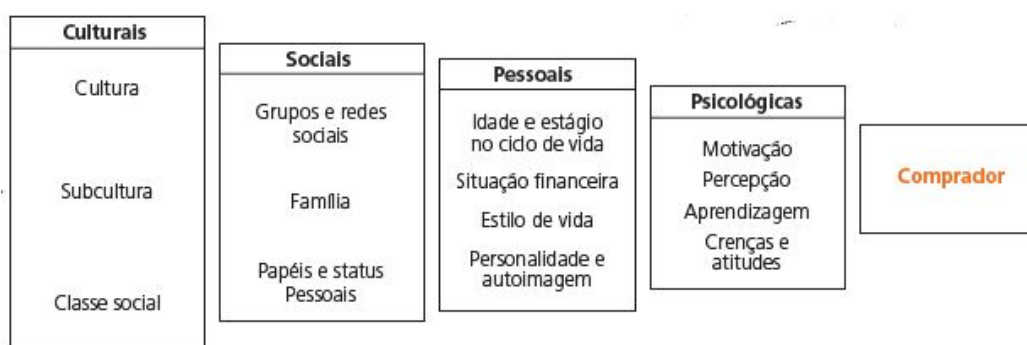 Culturais
Cultura
Subcultura
Classe social
Sociais
Grupos e redes
sociais
Família
Papéis e status
Pessoais
Pessoais
Idade e estágio
no ciclo de vida
Situação financeira
Estilo de vida
Personalidade e
autoimagem
Psicológicas
Motivação
Percepção
Aprendizagem
Crenças e
atitudes
Comprador